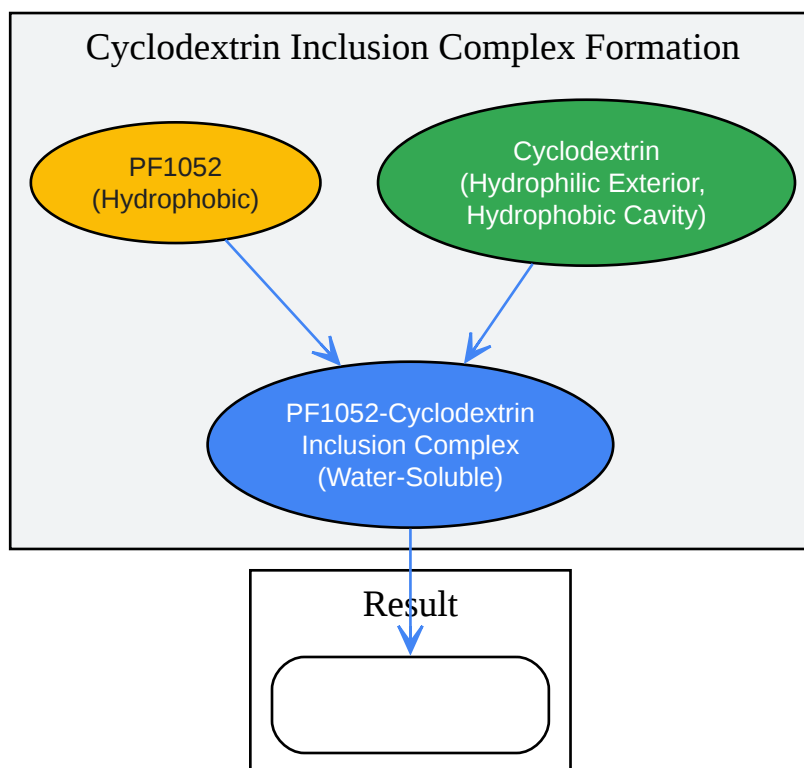 Cyclodextrin Inclusion Complex Formation
PF1052
(Hydrophobic)
Cyclodextrin
(Hydrophilic Exterior,
Hydrophobic Cavity)
PF1052-Cyclodextrin
Inclusion Complex
(Water-Soluble)
Result